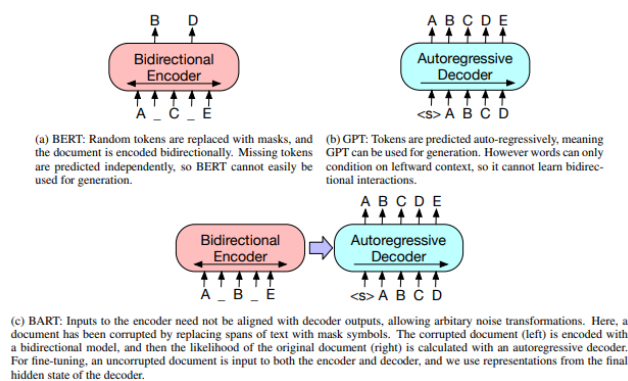 B D
Bidirectional
Encoder
A _ C _ E
(a) BERT: Random tokens are replaced with masks, and
the document is encoded bidirectionally. Missing tokens
are predicted independently, so BERT cannot easily be
used for generation.
A B C D E
Autoregressive
Decoder
<s> A B C D
(b) GPT: Tokens are predicted auto-regressively, meaning
GPT can be used for generation. However words can only
condition on leftward context, so it cannot learn bidirec-
tional interactions.
A B C D E
Bidirectional
Encoder
Autoregressive
Decoder
A _ B _ E
<s> A B C D
(c) BART: Inputs to the encoder need not be aligned with decoder outputs, allowing arbitary noise transformations. Here, a
document has been corrupted by replacing spans of text with mask symbols. The corrupted document (left) is encoded with
a bidirectional model, and then the likelihood of the original document (right) is calculated with an autoregressive decoder.
For fine-tuning, an uncorrupted document is input to both the encoder and decoder, and we use representations from the final
hidden state of the decoder.